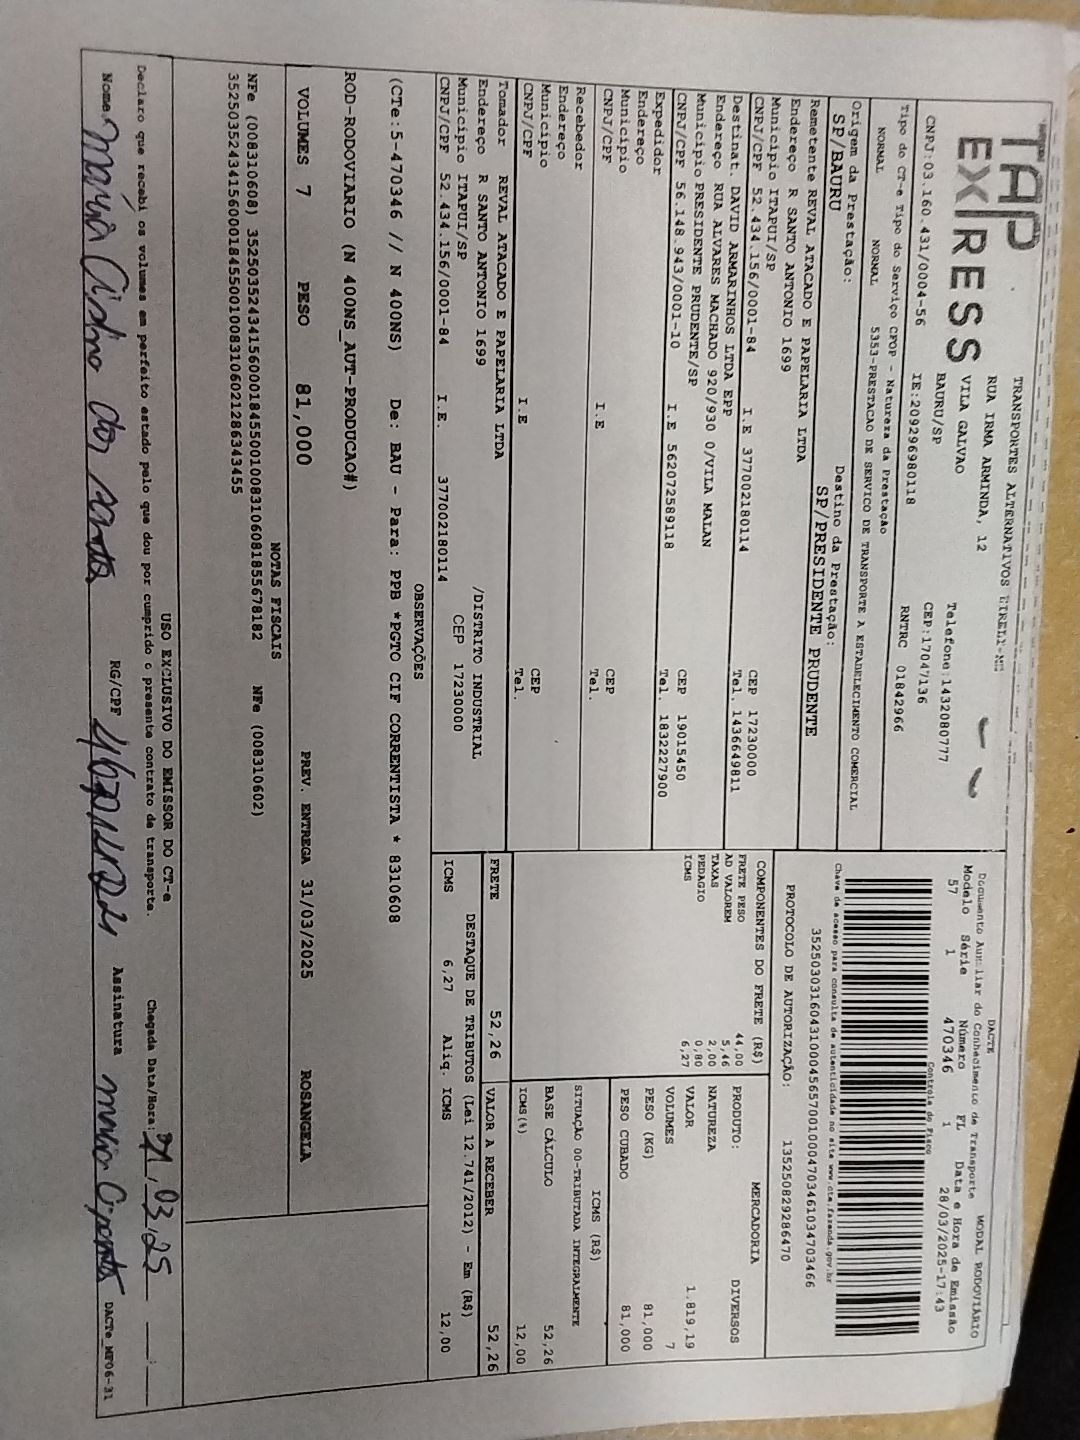 TAP
EXPRESS
TRANSPORTES ALTERNATIVOS EIRELI-ME
RUA IRMA ARMINDA, 12
VILA GALVAO
BAURU/SP
Telefone:1432080777
CEP:17047136
CNPJ:03.160.431/0004-56 IE:209296980118 RNTRC 01842966
Tipo do CT-e Tipo do Serviço CFOP - Natureza da Prestação
NORMAL NORMAL 5353-PRESTACAO DE SERVICO DE TRANSPORTE A ESTABELECIMENTO COMERCIAL
Origem da Prestação: Destino da Prestação:
SP/BAURU SP/PRESIDENTE PRUDENTE
Remetente REVAL ATACADO E PAPELARIA LTDA
Endereço R SANTO ANTONIO 1699
Município ITAPUI/SP CEP 17230000
CNPJ/CPF 52.434.156/0001-84 I.E 377002180114 Tel. 1436649811
Destinat. DAVID ARMARINHOS LTDA EPP
Endereço RUA ALVARES MACHADO 920/930 0/VILA MALAN
Município PRESIDENTE PRUDENTE/SP CEP 19015450
CNPJ/CPF 56.148.943/0001-10 I.E 562072589118 Tel. 1832227900
Expedidor
Endereço
Município CEP
CNPJ/CPF I.E Tel.
Recebedor
Endereço
Município CEP
CNPJ/CPF I.E Tel.
Tomador REVAL ATACADO E PAPELARIA LTDA
Endereço R SANTO ANTONIO 1699 /DISTRITO INDUSTRIAL
Município ITAPUI/SP CEP 17230000
CNPJ/CPF 52.434.156/0001-84 I.E. 377002180114
DACTE MODAL RODOVIÁRIO
Documento Auxiliar do Conhecimento de Transporte
Modelo Série Número FL Data e Hora de Emissão
57 1 470346 1 28/03/2025-17:43
Controle do Fisco
Chave de acesso para consulta de autenticidade no site www.cte.fazenda.gov.br
35250303160431000456570010004703461034703466
PROTOCOLO DE AUTORIZAÇÃO: 135250829286470
COMPONENTES DO FRETE (R$)
FRETE PESO 44,00
AD VALOREM 5,46
TAXAS 2,00
PEDAGIO 0,80
ICMS 6,27
MERCADORIA
PRODUTO: DIVERSOS
NATUREZA
VALOR 1.819,19
VOLUMES 7
PESO (KG) 81,000
PESO CUBADO 81,000
ICMS (R$)
SITUAÇÃO 00-TRIBUTADA INTEGRALMENTE
BASE CÁLCULO 52,26
ICMS(%) 12,00
FRETE 52,26 VALOR A RECEBER 52,26
DESTAQUE DE TRIBUTOS (Lei 12.741/2012) - Em (R$)
ICMS 6,27 Aliq. ICMS 12,00
OBSERVAÇÕES
(CTe:5-470346 // N 400NS) De: BAU - Para: PPB *PGTO CIF CORRENTISTA * 8310608
ROD-RODOVIARIO (N 400NS_AUT-PRODUCAO#)
VOLUMES 7 PESO 81,000 PREV. ENTREGA 31/03/2025 ROSANGELA
NOTAS FISCAIS
NFe (008310608) 35250352434156000184550010083106081855678182 NFe (008310602)
35250352434156000184550010083106021286343455
USO EXCLUSIVO DO EMISSOR DO CT-e
Declaro que recebi os volumes em perfeito estado pelo que dou por cumprido o presente contrato de transporte. Chegada Data/Hora: 31,03,25 __:__
Nome: RG/CPF Assinatura DACTe_MF06-31